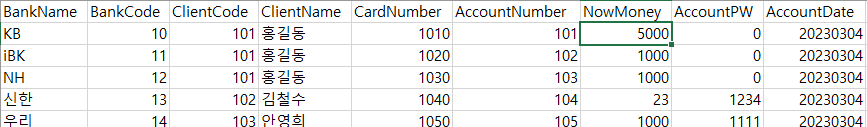 BankName BankCode ClientCode ClientName CardNumber AccountNumber NowMoney AccountPW AccountDate
KB 10 101 홍길동 1010 101 5000 0 20230304
iBK 11 101 홍길동 1020 102 1000 0 20230304
NH 12 101 홍길동 1030 103 1000 0 20230304
신한 13 102 김철수 1040 104 23 1234 20230304
우리 14 103 안영희 1050 105 1000 1111 20230304